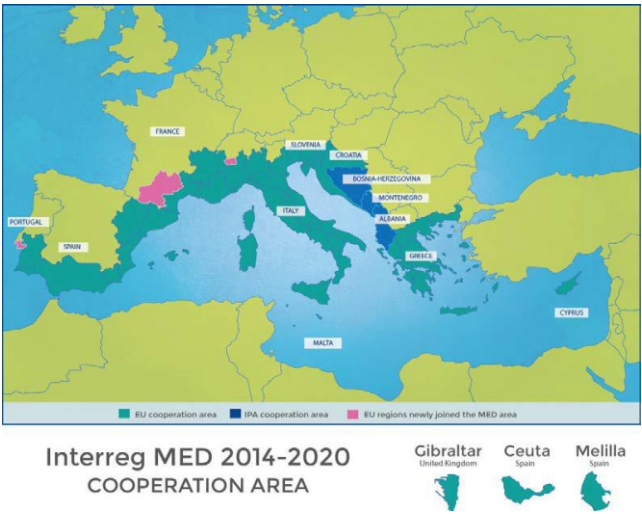 FRANCE
SLOVENIA
CROATIA
BOSNIA-HERZEGOVINA
MONTENEGRO
ITALY
ALBANIA
PORTUGAL
SPAIN
GREECE
CYPRUS
MALTA
EU cooperation area IPA cooperation area EU regions newly joined the MED area
Interreg MED 2014-2020
COOPERATION AREA
Gibraltar Ceuta Melilla
United Kingdom Spain Spain